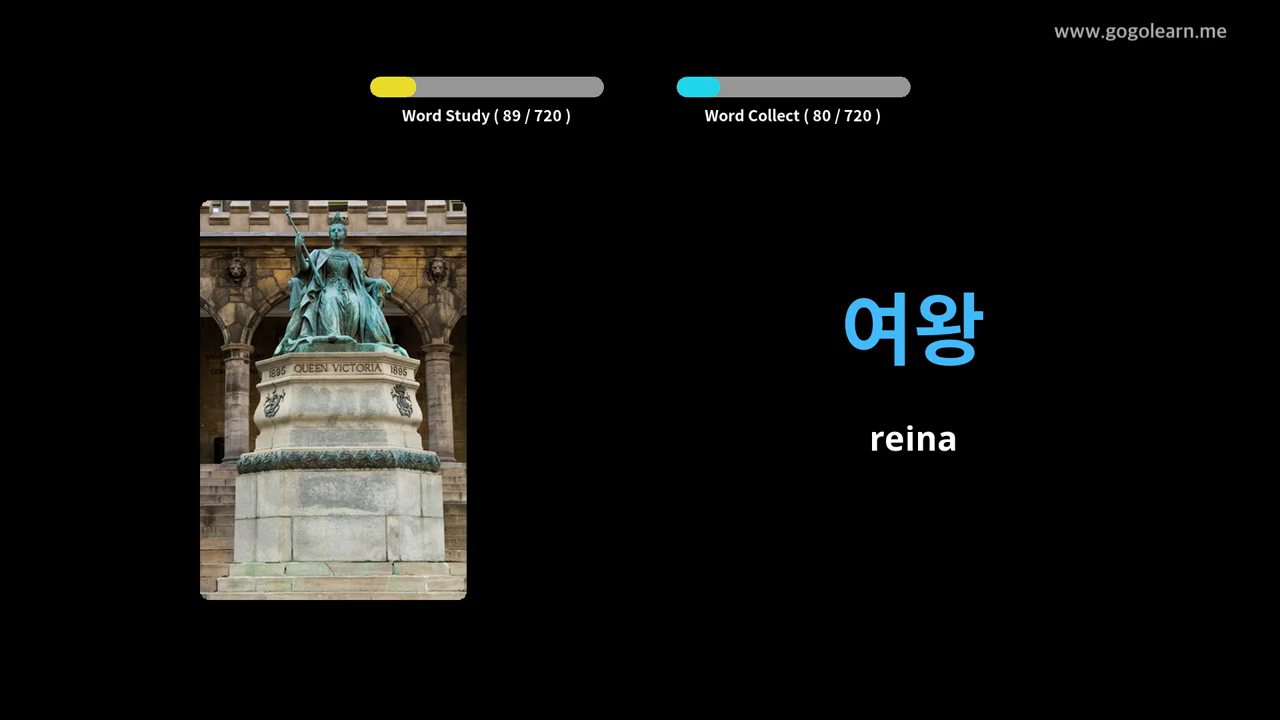 www.gogolearn.me
Word Study ( 89 / 720 )
Word Collect ( 80 / 720 )
1895 QUEEN VICTORIA 1895
여왕
reina